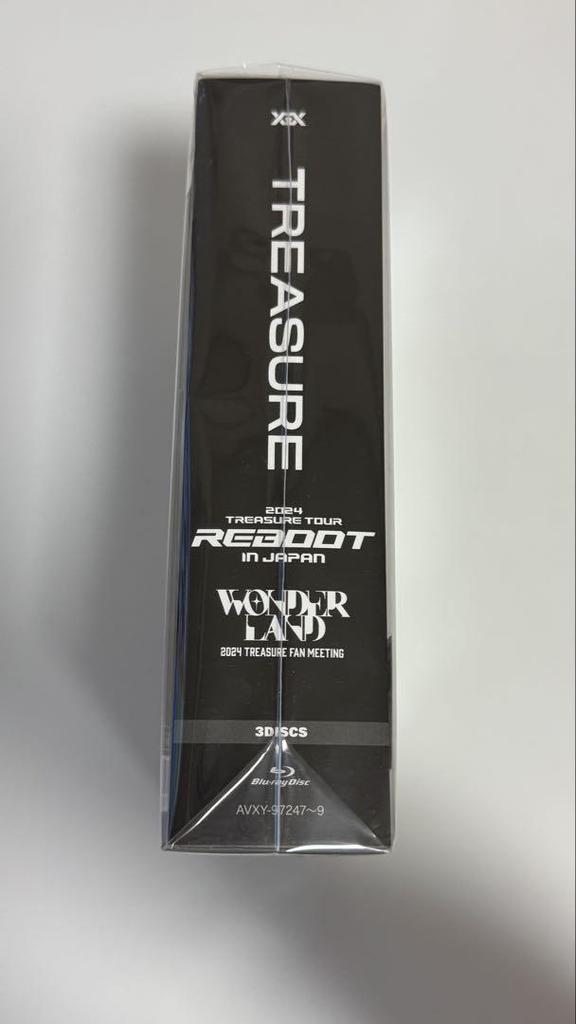 TREASURE
2024
TREASURE TOUR
REBOOT
IN JAPAN
WONDER
LAND
2024 TREASURE FAN MEETING
3DISCS
Blu-ray Disc
AVXY-97247～9